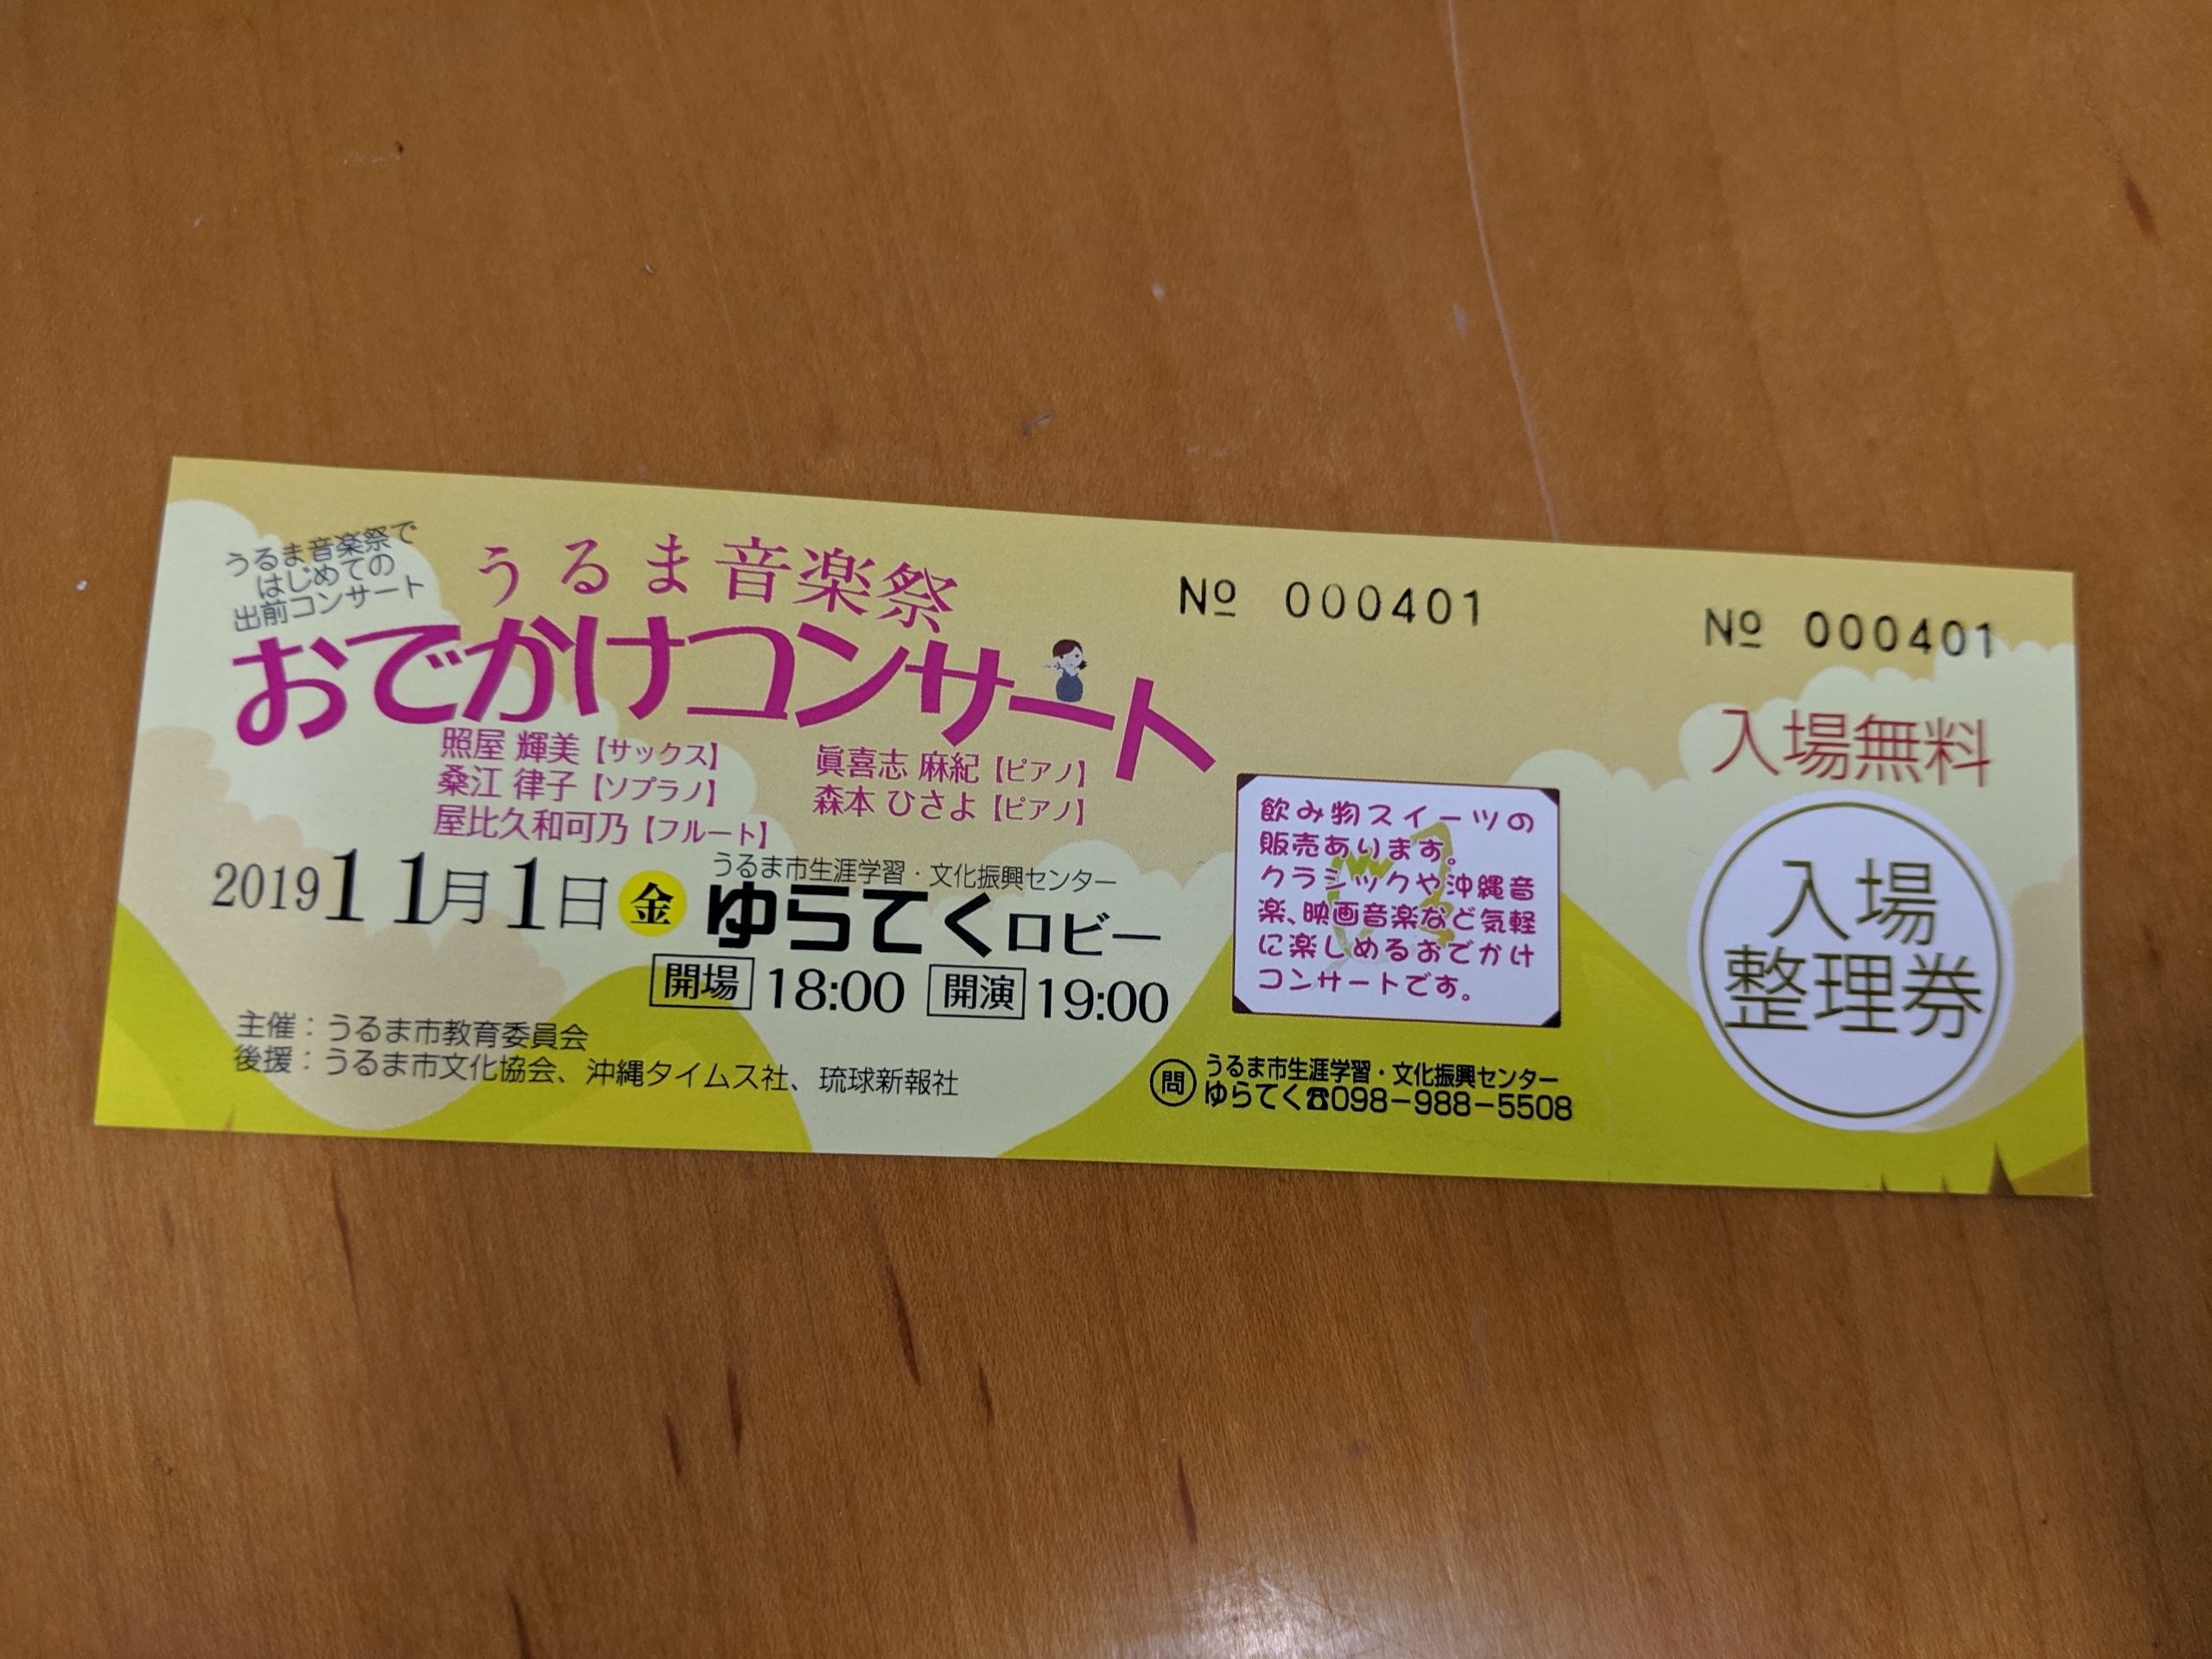 うるま音楽祭で
はじめての
出前コンサート
うるま音楽祭
おでかけコンサート
照屋 輝美【サックス】
桑江 律子【ソプラノ】
屋比久和可乃【フルート】
眞喜志 麻紀【ピアノ】
森本 ひさよ【ピアノ】
2019 11月1日 金
うるま市生涯学習・文化振興センター
ゆらてくロビー
開場 18:00 開演 19:00
主催：うるま市教育委員会
後援：うるま市文化協会、沖縄タイムス社、琉球新報社
№ 000401
飲み物スイーツの
販売あります。
クラシックや沖縄音
楽、映画音楽など気軽
に楽しめるおでかけ
コンサートです。
問 うるま市生涯学習・文化振興センター
ゆらてく☎098-988-5508
№ 000401
入場無料
入場
整理券